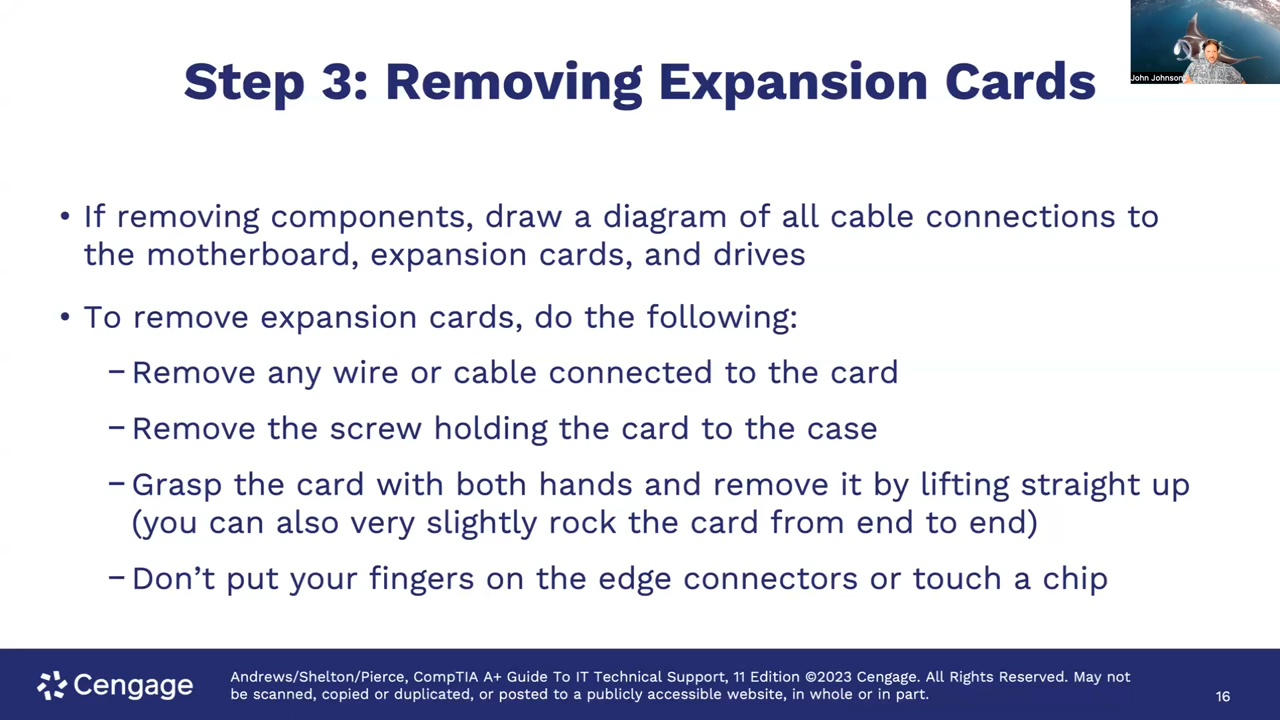 Step 3: Removing Expansion Cards
John Johnson
• If removing components, draw a diagram of all cable connections to
the motherboard, expansion cards, and drives
• To remove expansion cards, do the following:
– Remove any wire or cable connected to the card
– Remove the screw holding the card to the case
– Grasp the card with both hands and remove it by lifting straight up
(you can also very slightly rock the card from end to end)
– Don’t put your fingers on the edge connectors or touch a chip
Cengage
Andrews/Shelton/Pierce, CompTIA A+ Guide To IT Technical Support, 11 Edition ©2023 Cengage. All Rights Reserved. May not
be scanned, copied or duplicated, or posted to a publicly accessible website, in whole or in part.
16